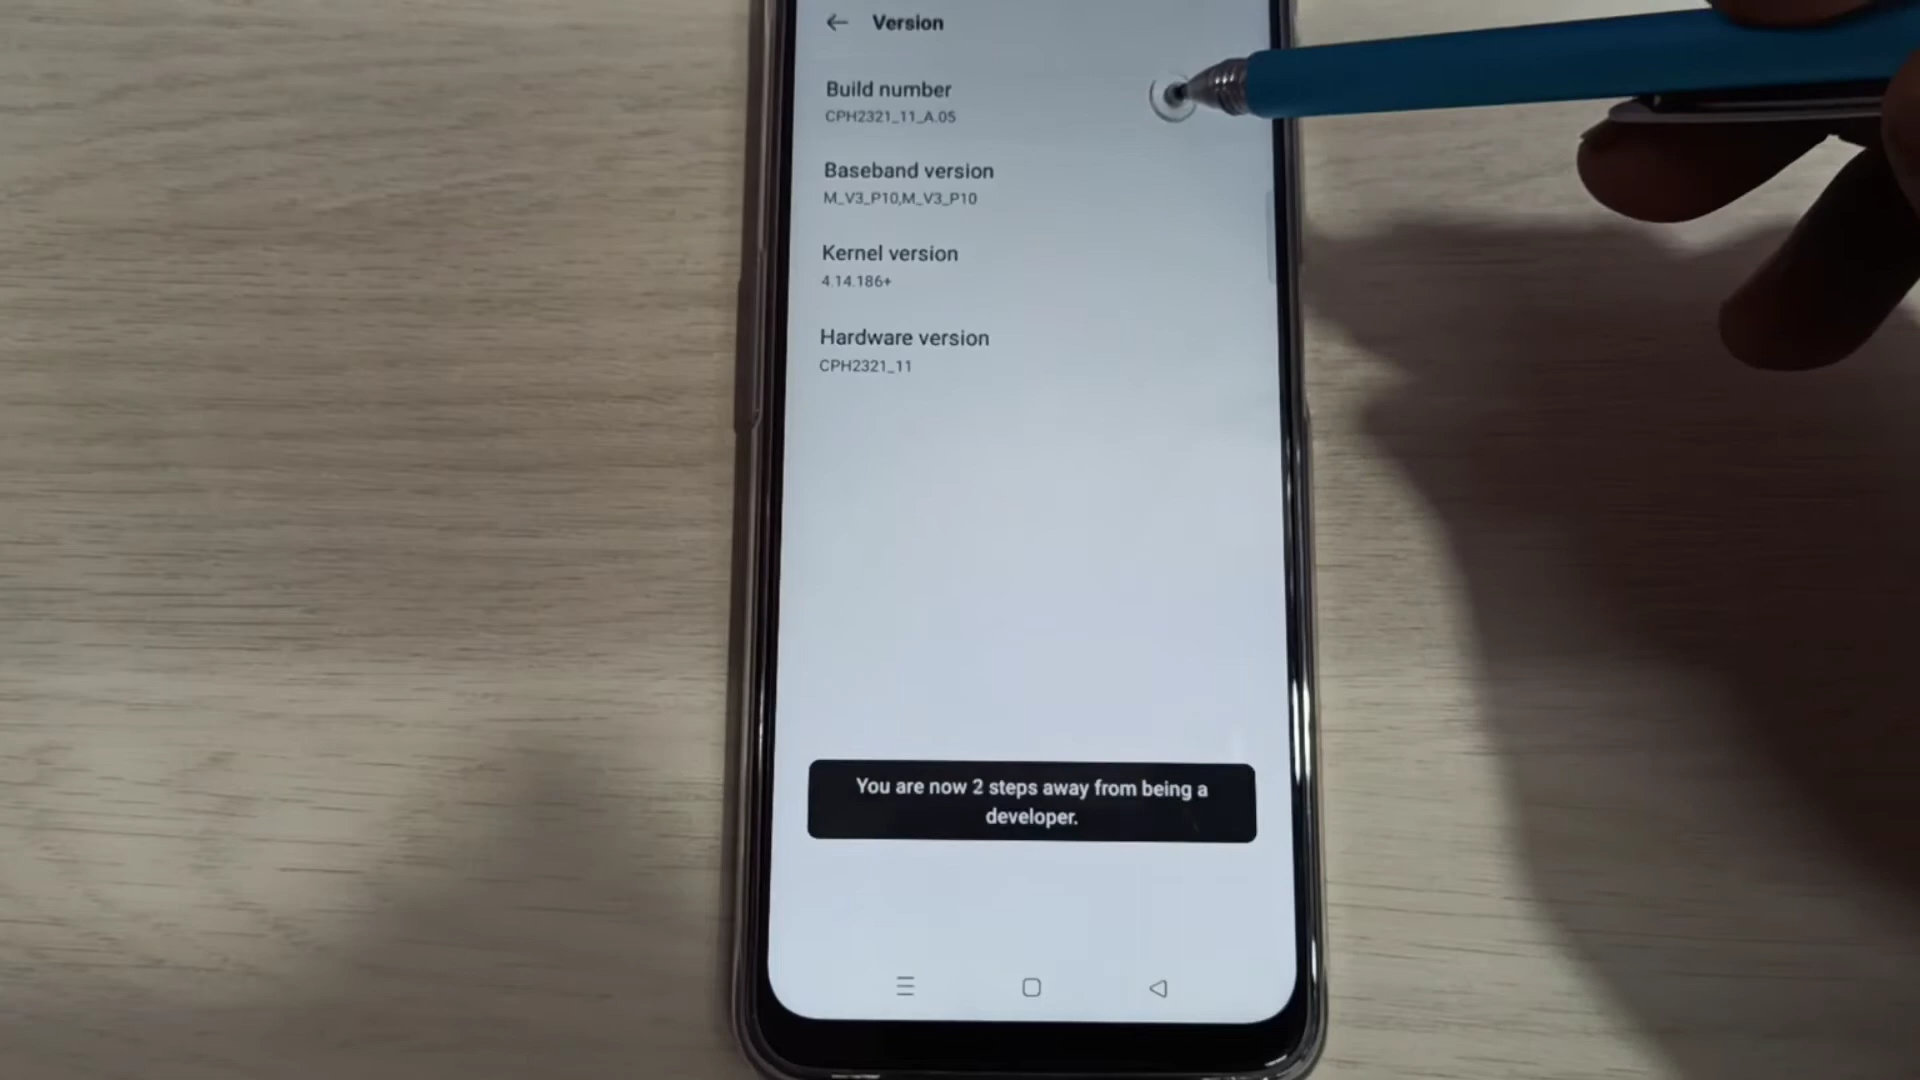 Version
Build number
CPH2321_11_A.05
Baseband version
M_V3_P10,M_V3_P10
Kernel version
4.14.186+
Hardware version
CPH2321_11
You are now 2 steps away from being a
developer.